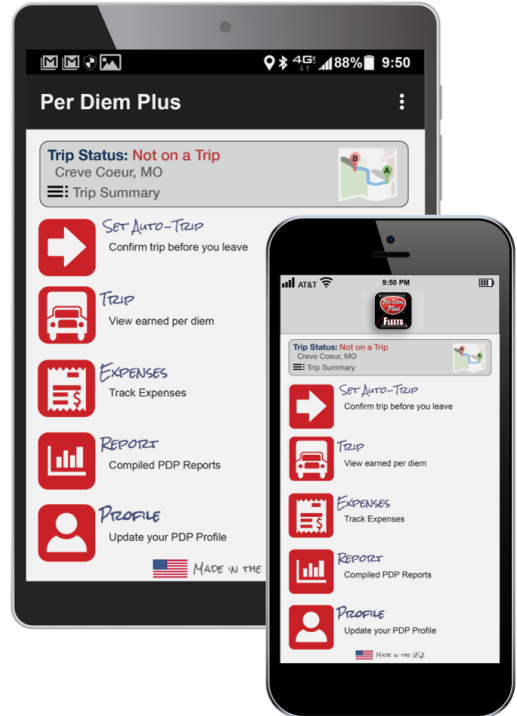 4G 88% 9:50
Per Diem Plus
Trip Status: Not on a Trip
Creve Coeur, MO
Trip Summary
B
A
SET AUTO-TRIP
Confirm trip before you leave
TRIP
View earned per diem
EXPENSES
Track Expenses
$
REPORT
Compiled PDP Reports
PROFILE
Update your PDP Profile
MADE IN THE
AT&T 9:50 PM
Per Diem
Plus
FLEETS
Trip Status: Not on a Trip
Creve Coeur, MO
Trip Summary
SET AUTO-TRIP
Confirm trip before you leave
TRIP
View earned per diem
EXPENSES
Track Expenses
$
REPORT
Compiled PDP Reports
PROFILE
Update your PDP Profile
MADE IN THE USA